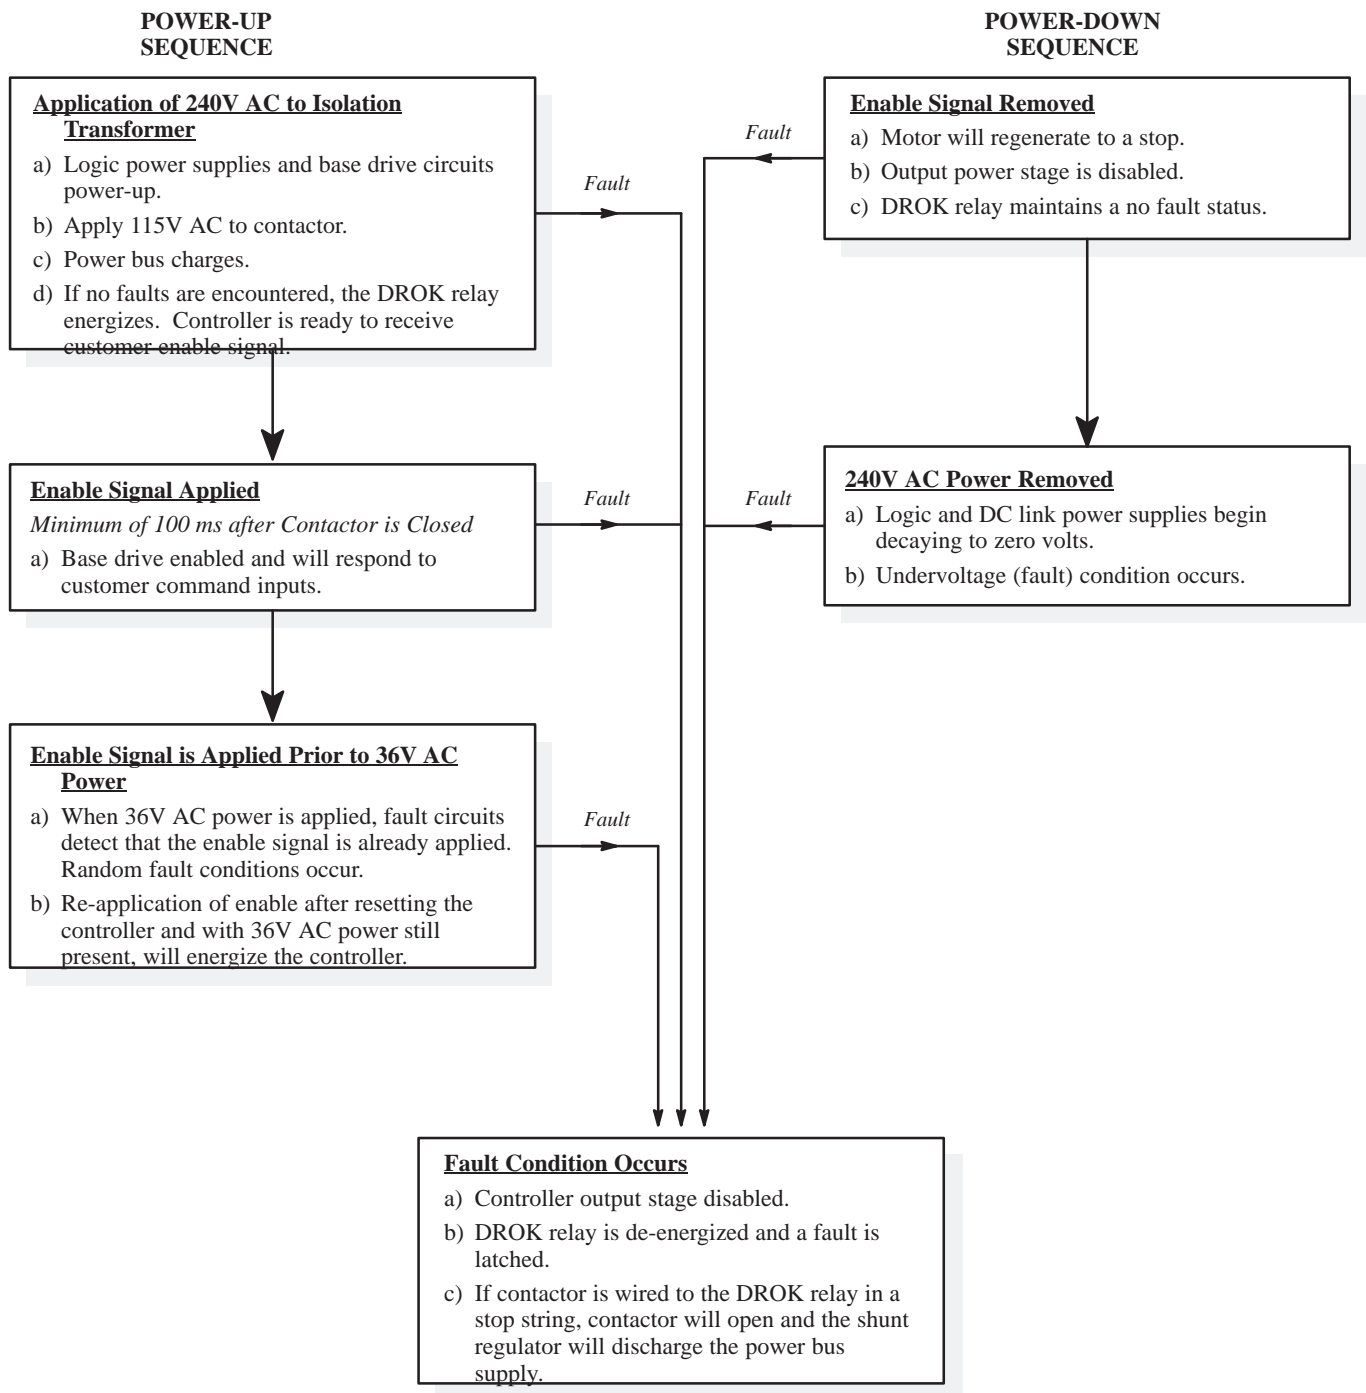 POWER-UP
SEQUENCE
Application of 240V AC to Isolation
Transformer
a) Logic power supplies and base drive circuits
power-up.
b) Apply 115V AC to contactor.
c) Power bus charges.
d) If no faults are encountered, the DROK relay
energizes. Controller is ready to receive
customer enable signal.
Fault
Enable Signal Applied
Minimum of 100 ms after Contactor is Closed
a) Base drive enabled and will respond to
customer command inputs.
Fault
Enable Signal is Applied Prior to 36V AC
Power
a) When 36V AC power is applied, fault circuits
detect that the enable signal is already applied.
Random fault conditions occur.
b) Re-application of enable after resetting the
controller and with 36V AC power still
present, will energize the controller.
Fault
POWER-DOWN
SEQUENCE
Enable Signal Removed
a) Motor will regenerate to a stop.
b) Output power stage is disabled.
c) DROK relay maintains a no fault status.
Fault
240V AC Power Removed
a) Logic and DC link power supplies begin
decaying to zero volts.
b) Undervoltage (fault) condition occurs.
Fault
Fault Condition Occurs
a) Controller output stage disabled.
b) DROK relay is de-energized and a fault is
latched.
c) If contactor is wired to the DROK relay in a
stop string, contactor will open and the shunt
regulator will discharge the power bus
supply.